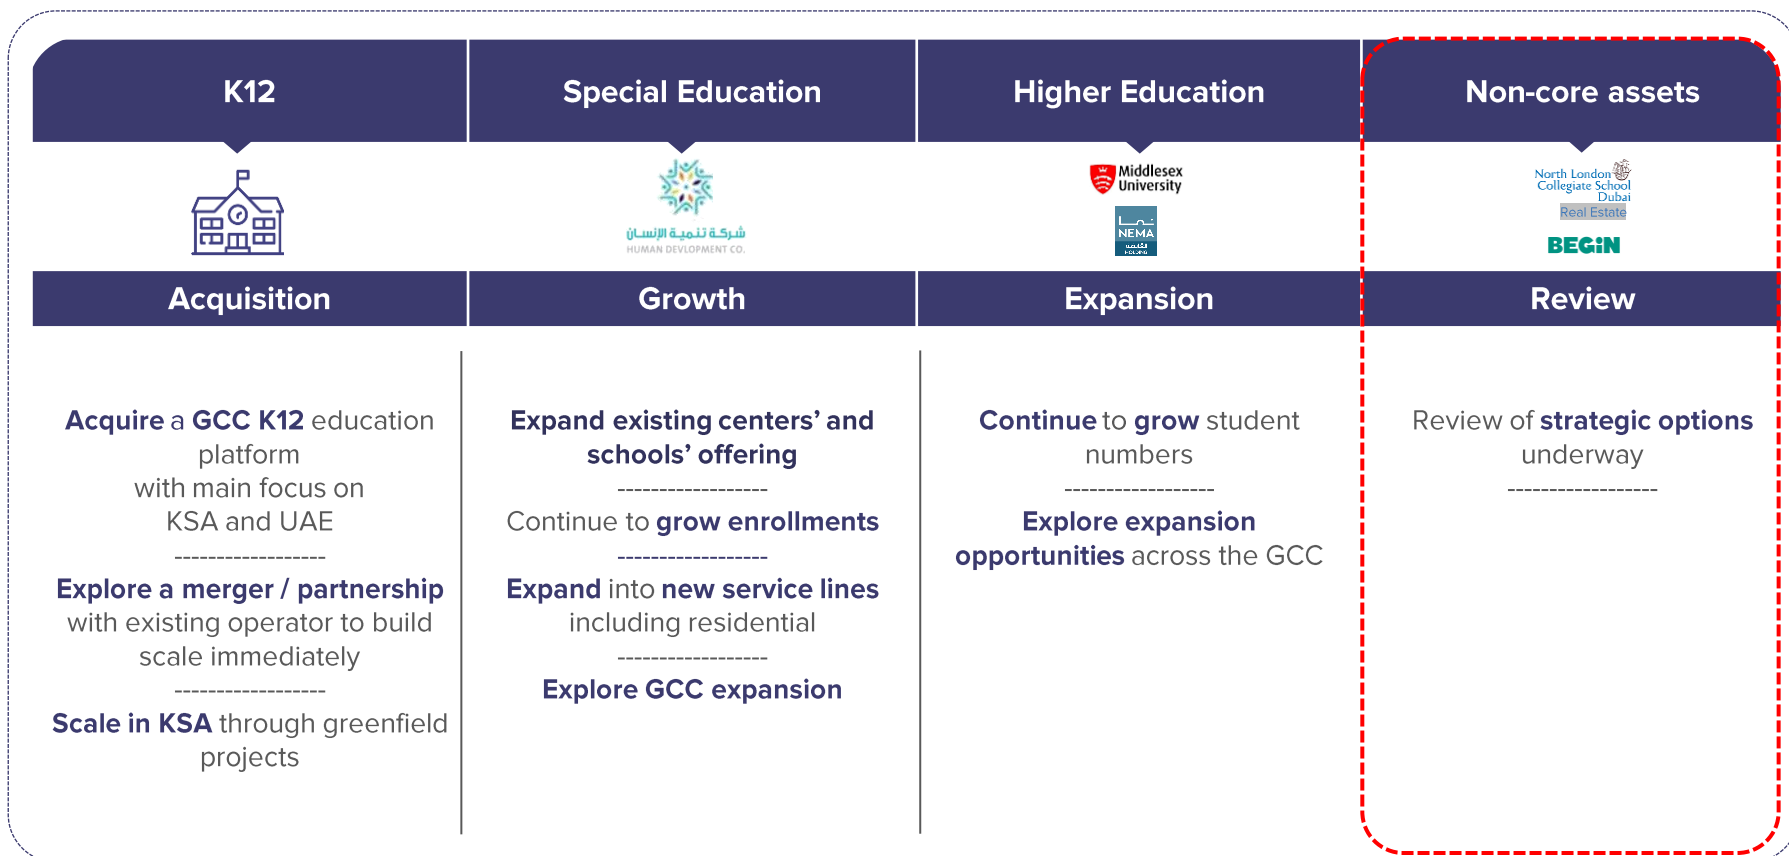 K12
Special Education
Higher Education
Non-core assets
شركة تنمية الإنسان
HUMAN DEVLOPMENT CO.
Middlesex
University
نما
NEMA
القابضة
HOLDING
North London
Collegiate School
Dubai
Real Estate
BEGiN
Acquisition
Growth
Expansion
Review
Acquire a GCC K12 education
platform
with main focus on
KSA and UAE
------------------
Explore a merger / partnership
with existing operator to build
scale immediately
------------------
Scale in KSA through greenfield
projects
Expand existing centers’ and
schools’ offering
------------------
Continue to grow enrollments
------------------
Expand into new service lines
including residential
------------------
Explore GCC expansion
Continue to grow student
numbers
------------------
Explore expansion
opportunities across the GCC
Review of strategic options
underway
------------------